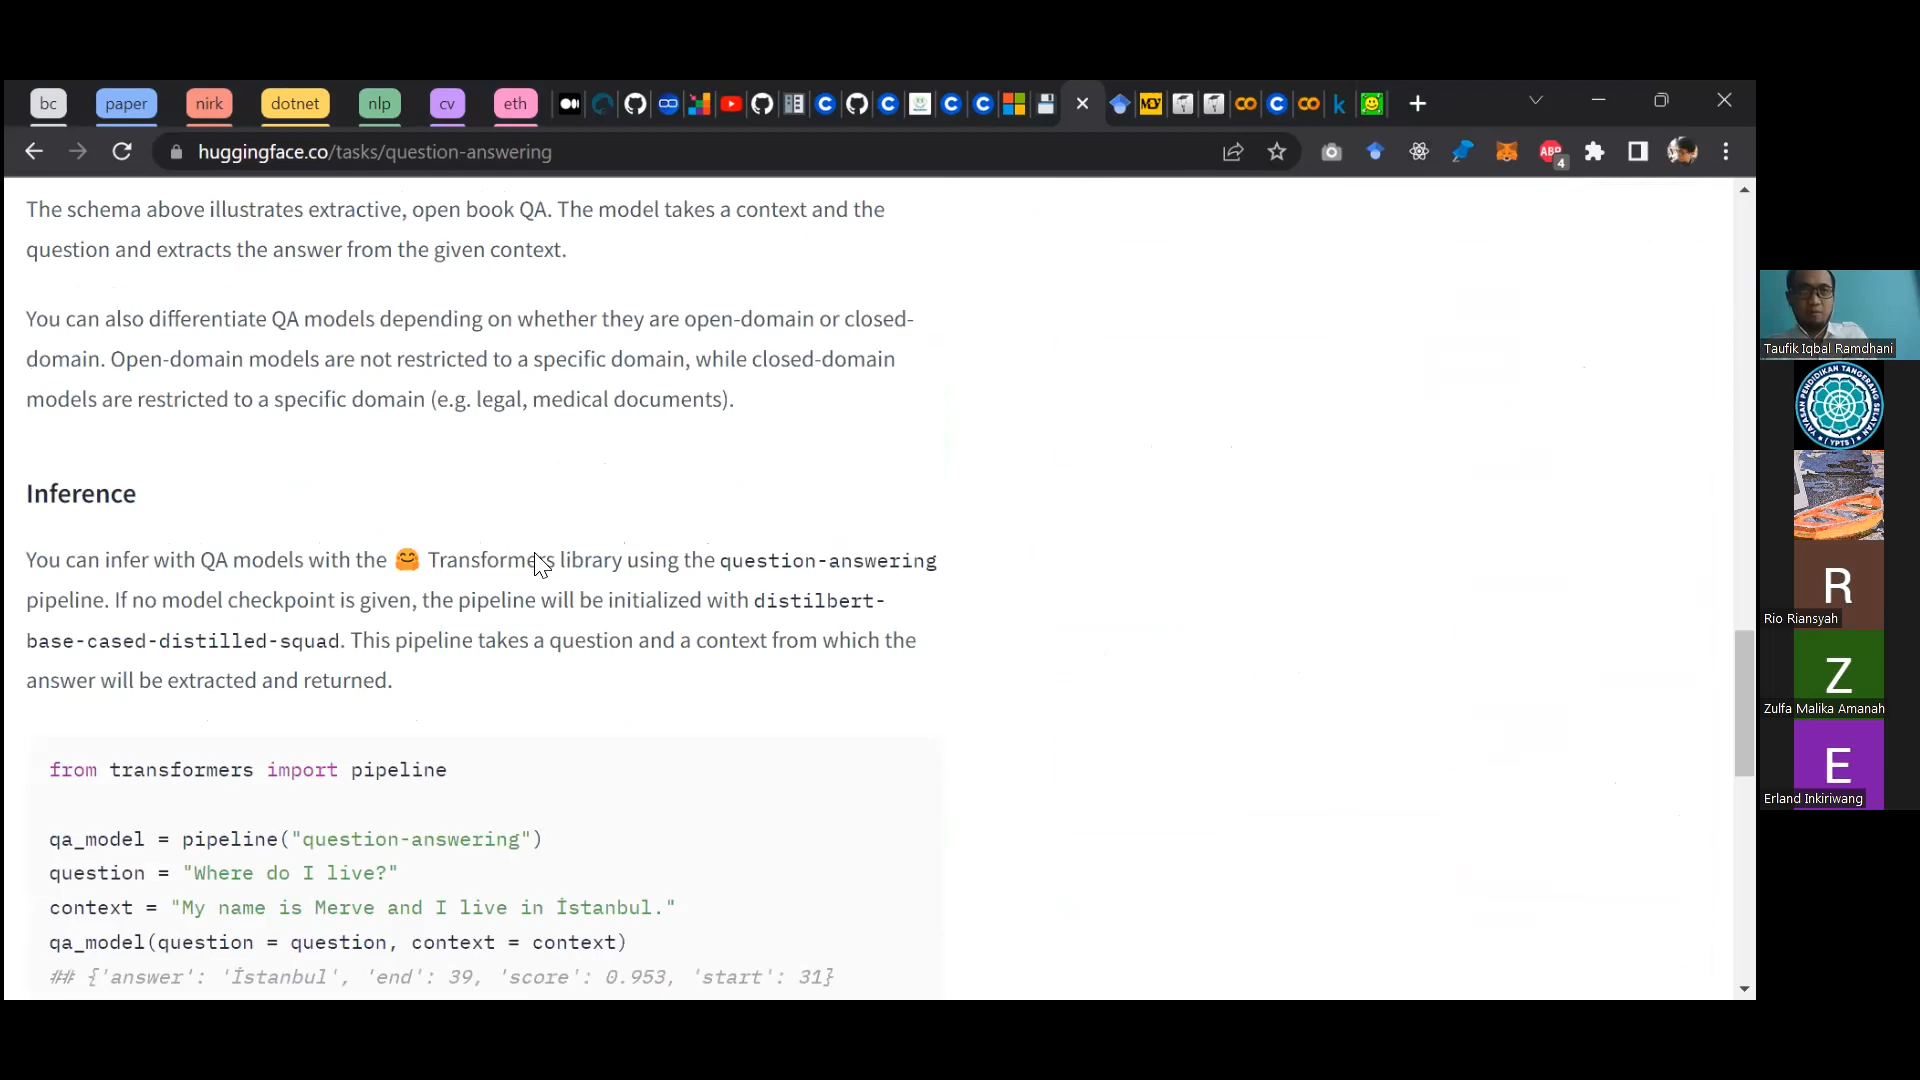 bc paper nirk dotnet nlp cv eth
huggingface.co/tasks/question-answering
ABP 4
The schema above illustrates extractive, open book QA. The model takes a context and the
question and extracts the answer from the given context.
You can also differentiate QA models depending on whether they are open-domain or closed-
domain. Open-domain models are not restricted to a specific domain, while closed-domain
models are restricted to a specific domain (e.g. legal, medical documents).
Inference
You can infer with QA models with the 🤗 Transformers library using the question-answering
pipeline. If no model checkpoint is given, the pipeline will be initialized with distilbert-
base-cased-distilled-squad. This pipeline takes a question and a context from which the
answer will be extracted and returned.
from transformers import pipeline
qa_model = pipeline("question-answering")
question = "Where do I live?"
context = "My name is Merve and I live in İstanbul."
qa_model(question = question, context = context)
## {'answer': 'İstanbul', 'end': 39, 'score': 0.953, 'start': 31}
Taufik Iqbal Ramdhani
YAYASAN PENDIDIKAN TANGERANG SELATAN
(YPTS)
R
Rio Riansyah
Z
Zulfa Malika Amanah
E
Erland Inkiriwang